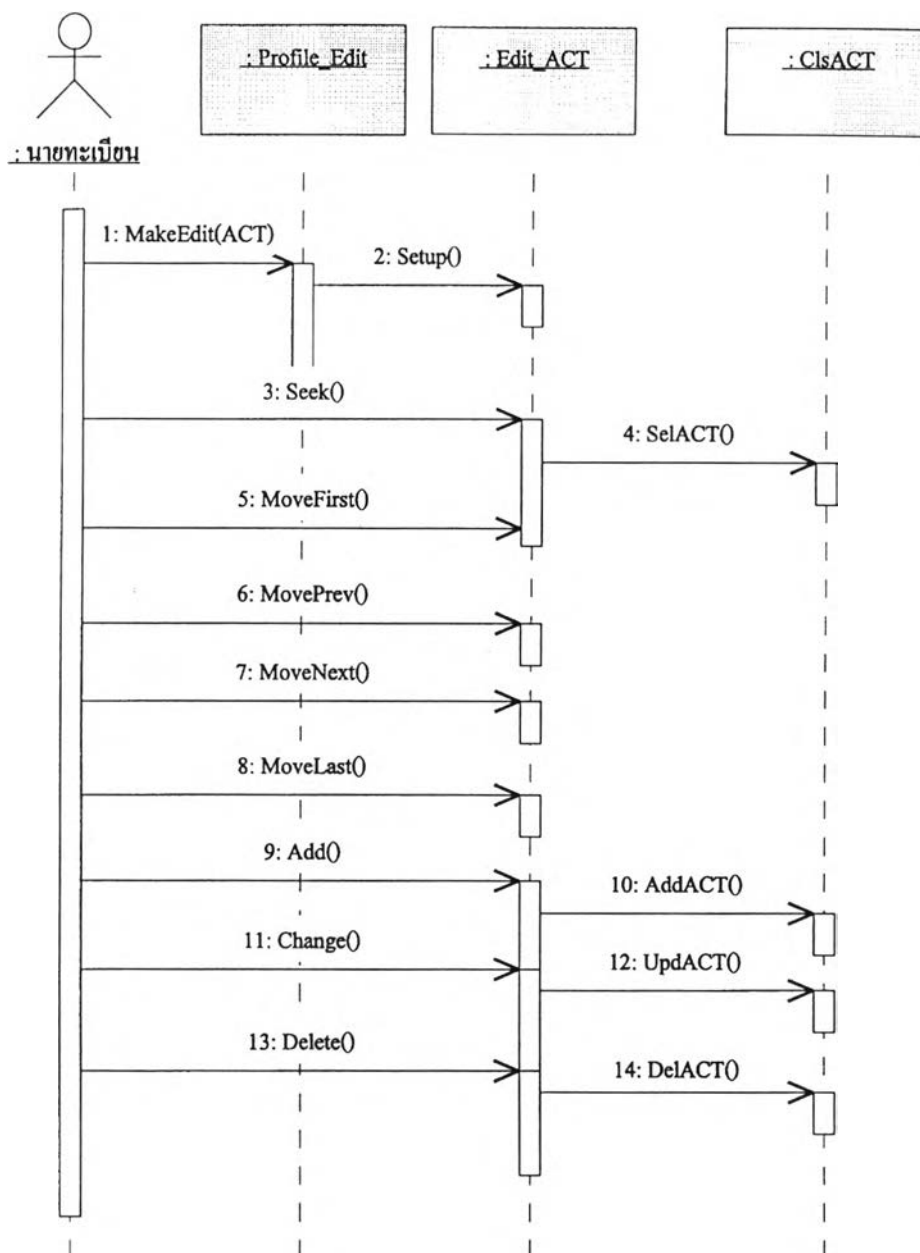 : Profile_Edit
: Edit_ACT
: ClsACT
: นายทะเบียน
1: MakeEdit(ACT)
2: Setup()
3: Seek()
4: SelACT()
5: MoveFirst()
6: MovePrev()
7: MoveNext()
8: MoveLast()
9: Add()
10: AddACT()
11: Change()
12: UpdACT()
13: Delete()
14: DelACT()